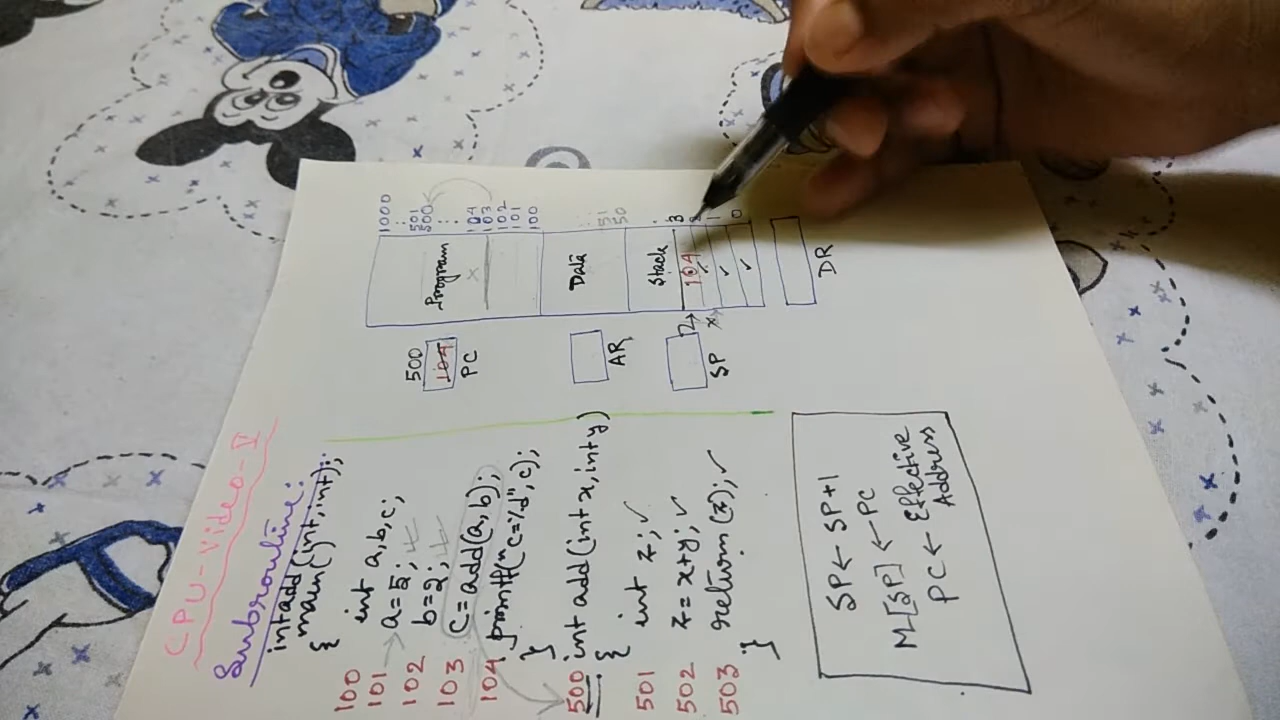 CPU-Video-V
Subroutine:
int add(int, int);
main()
{
100 int a,b,c;
101 a=5;
102 b=2;
103 c=add(a,b);
104 printf("c=%d",c);
}
500 int add(int x, int y)
{
501 int z;
502 z=x+y;
503 return(z);
}
SP←SP+1
M[SP]←PC
PC←Effective
Address
1000
501
500
104
103
102
101
100
Program
Data
51
50
Stack
3
1
0
104
500
104
PC
AR
SP
DR